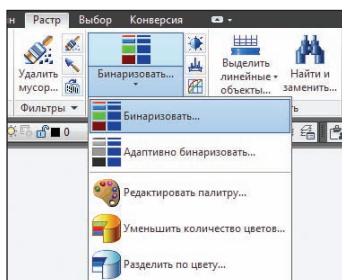 Растр Выбор Конверсия
Удалить мусор...
Бинаризовать...
Выделить линейные объекты...
Найти и заменить...
Фильтры
0
Бинаризовать...
Адаптивно бинаризовать...
Редактировать палитру...
Уменьшить количество цветов...
Разделить по цвету...